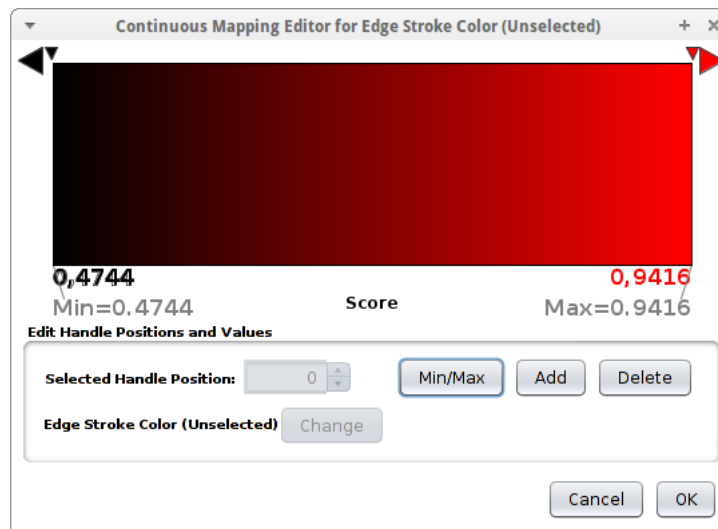 Continuous Mapping Editor for Edge Stroke Color (Unselected)
0,4744 0,9416
Min=0.4744 Score Max=0.9416
Edit Handle Positions and Values
Selected Handle Position: 0 Min/Max Add Delete
Edge Stroke Color (Unselected) Change
Cancel OK